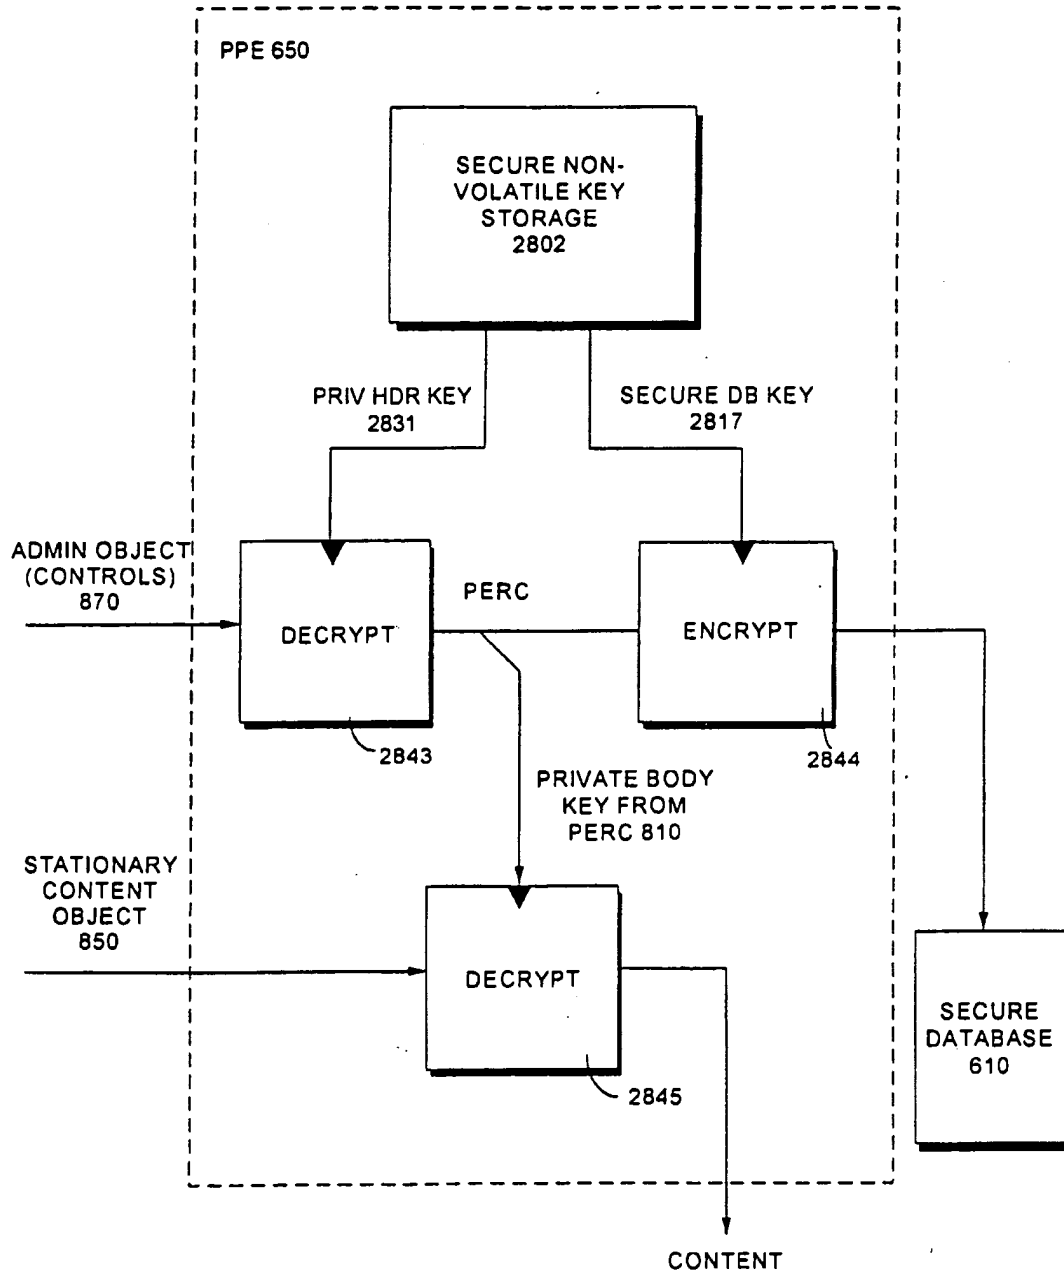 PPE 650
SECURE NON-
VOLATILE KEY
STORAGE
2802
PRIV HDR KEY
2831
SECURE DB KEY
2817
ADMIN OBJECT
(CONTROLS)
870
DECRYPT
PERC
ENCRYPT
2843
2844
PRIVATE BODY
KEY FROM
PERC 810
STATIONARY
CONTENT
OBJECT
850
DECRYPT
2845
SECURE
DATABASE
610
CONTENT